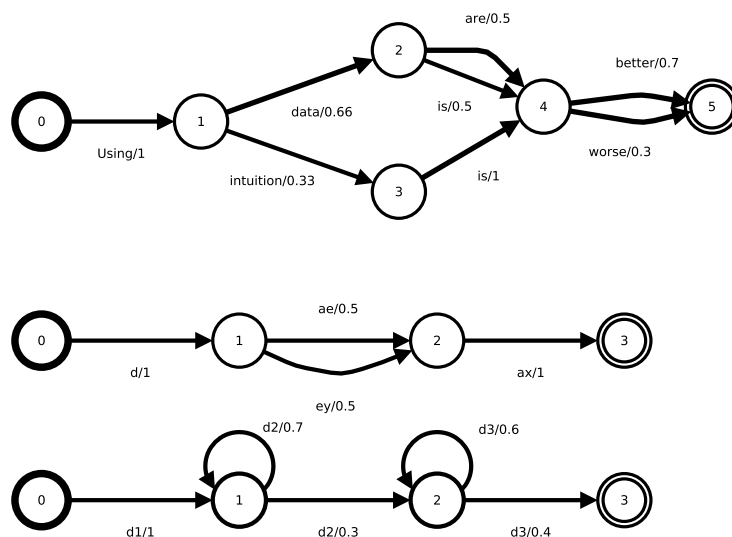 are/0.5
2
better/0.7
data/0.66
is/0.5
0
1
4
5
Using/1
intuition/0.33
is/1
worse/0.3
3
ae/0.5
0
1
2
3
d/1
ax/1
ey/0.5
d2/0.7
d3/0.6
0
1
2
3
d1/1
d2/0.3
d3/0.4